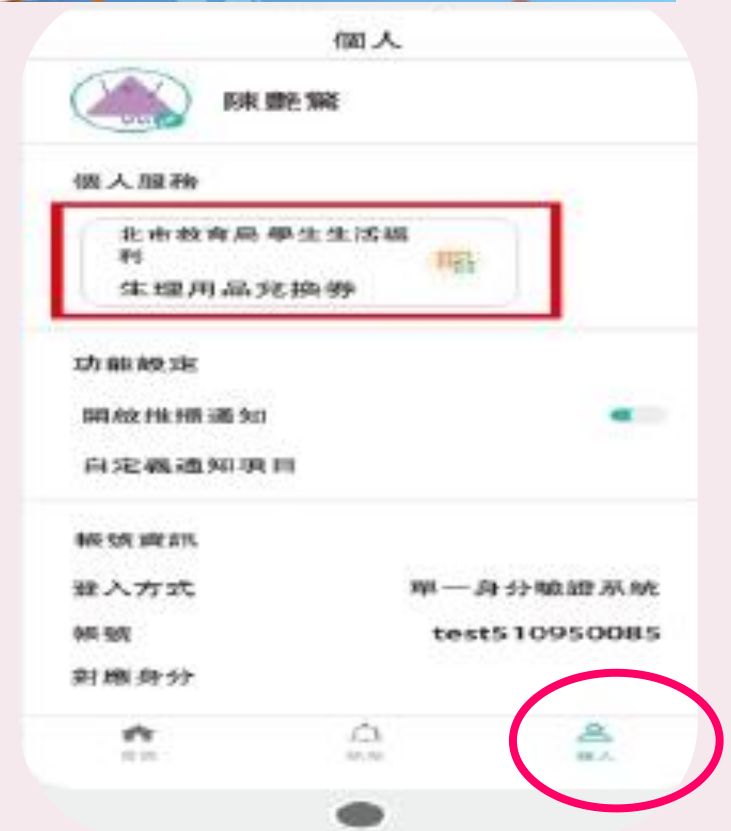 個人
陳艷鶩
個人服務
北市教育局學生生活福
利
生理用品兌換券
功能設定
開啟推播通知
自定義通知項目
帳號資訊
登入方式 單一身分驗證系統
帳號 test510950085
對應身分
個人